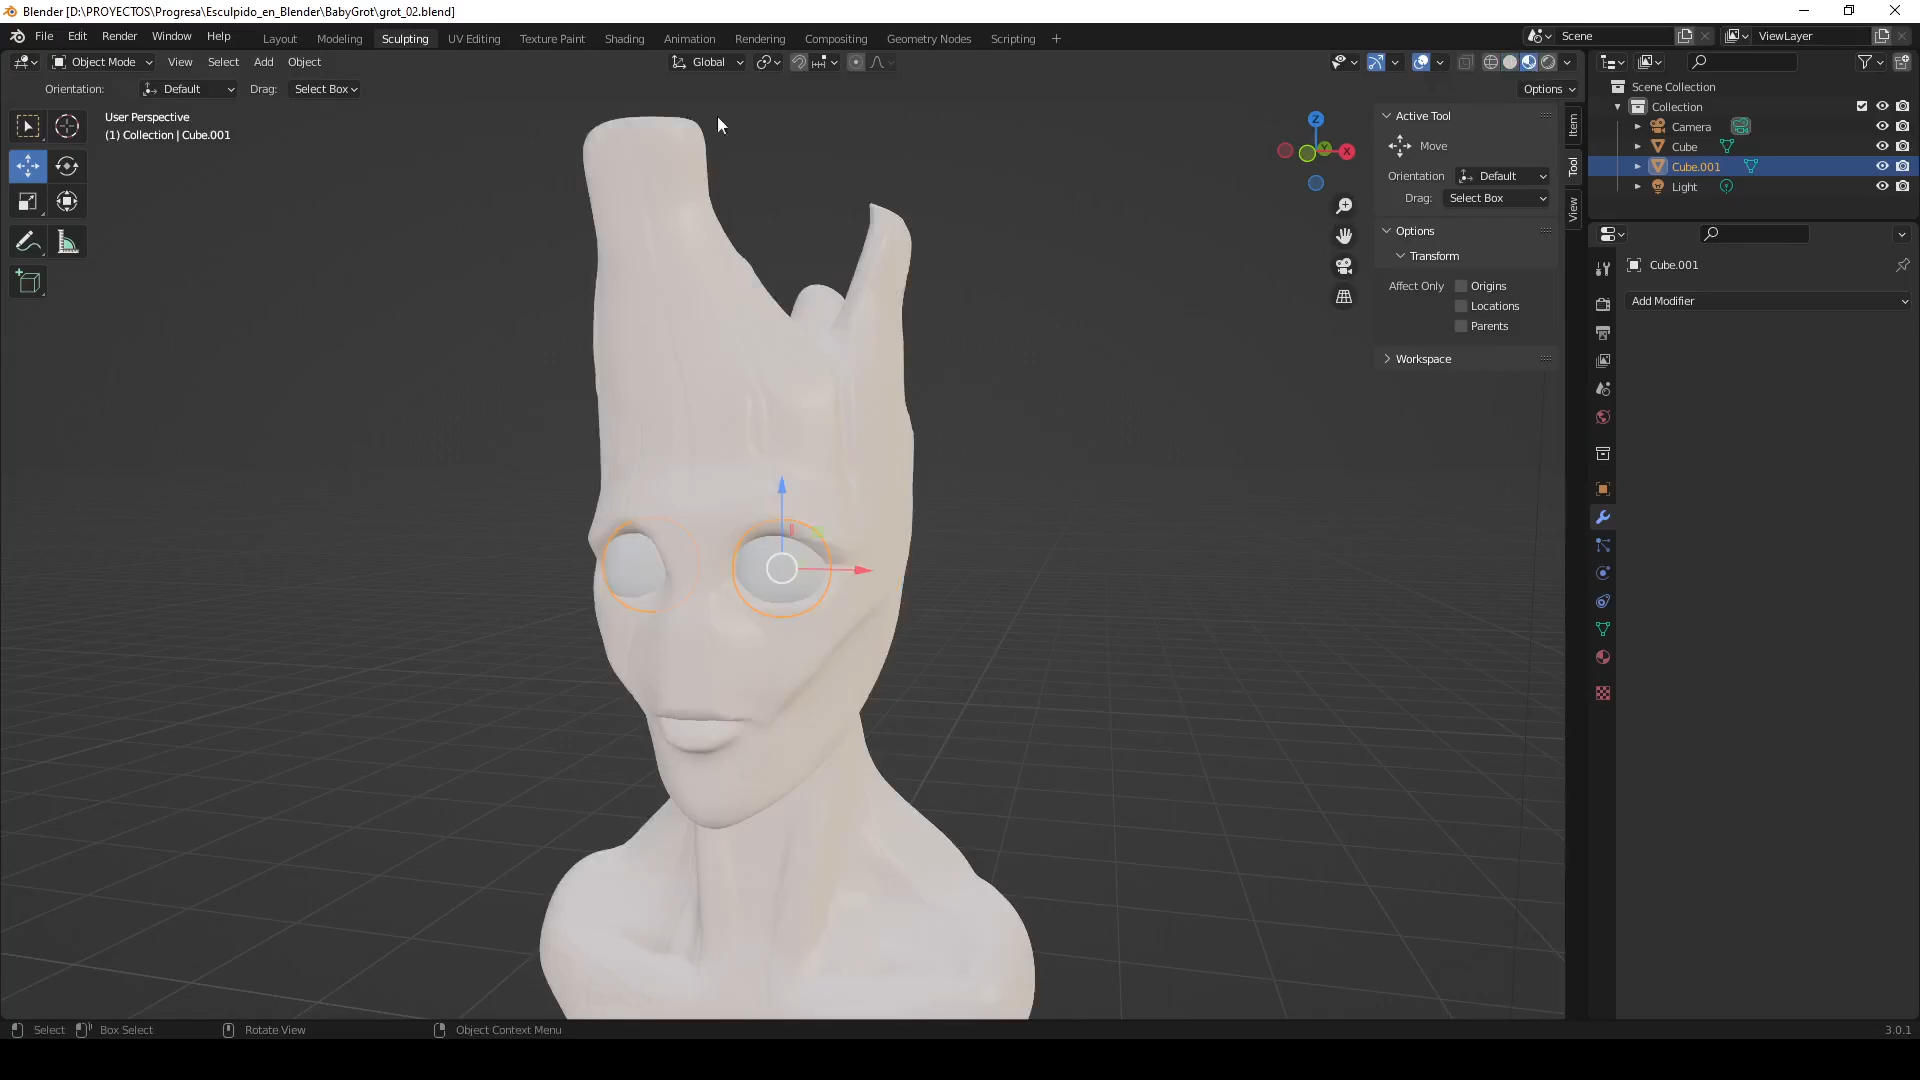 Blender [D:\PROYECTOS\Progresa\Esculpido_en_Blender\BabyGrot\grot_02.blend]
File Edit Render Window Help Layout Modeling Sculpting UV Editing Texture Paint Shading Animation Rendering Compositing Geometry Nodes Scripting + Scene ViewLayer
Object Mode View Select Add Object Global
Orientation: Default Drag: Select Box Options
User Perspective
(1) Collection | Cube.001
Z
Y
X
Active Tool
Move
Orientation Default
Drag: Select Box
Options
Transform
Affect Only Origins
Locations
Parents
Workspace
Item
Tool
View
Scene Collection
Collection
Camera
Cube
Cube.001
Light
Cube.001
Add Modifier
Select Box Select Rotate View Object Context Menu 3.0.1